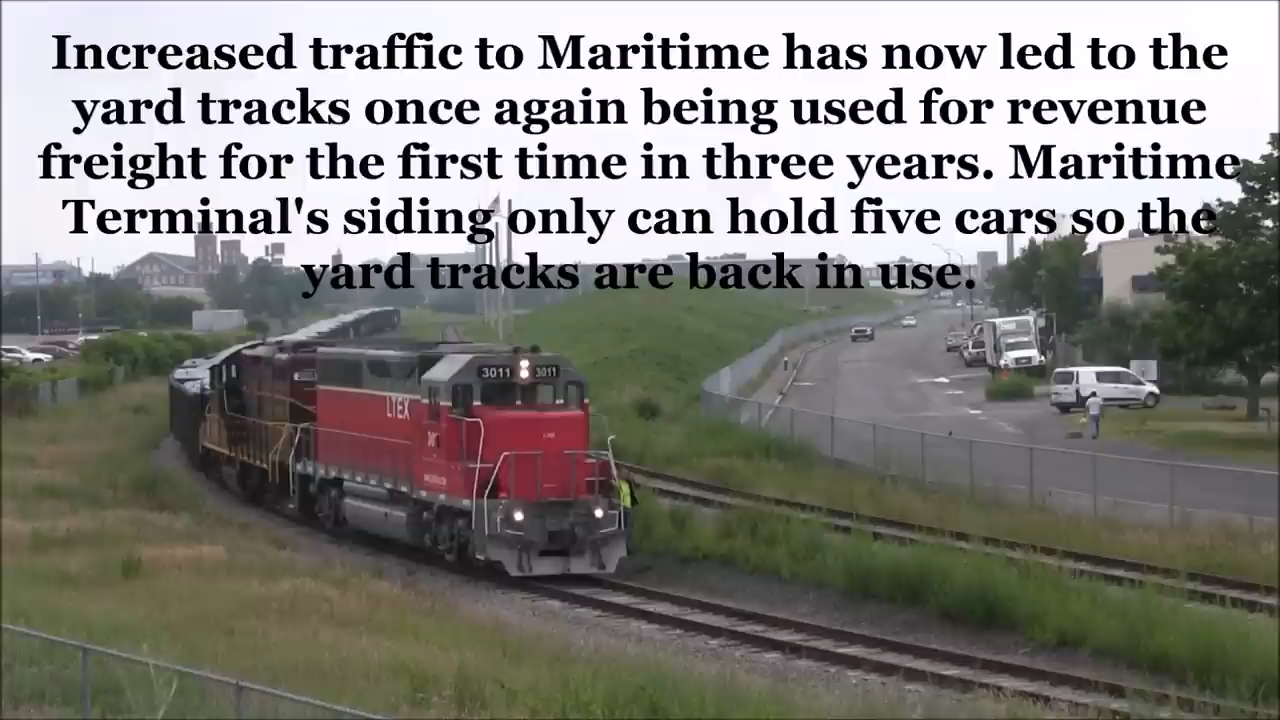 Increased traffic to Maritime has now led to the
yard tracks once again being used for revenue
freight for the first time in three years. Maritime
Terminal's siding only can hold five cars so the
yard tracks are back in use.
3011 3011
LTEX